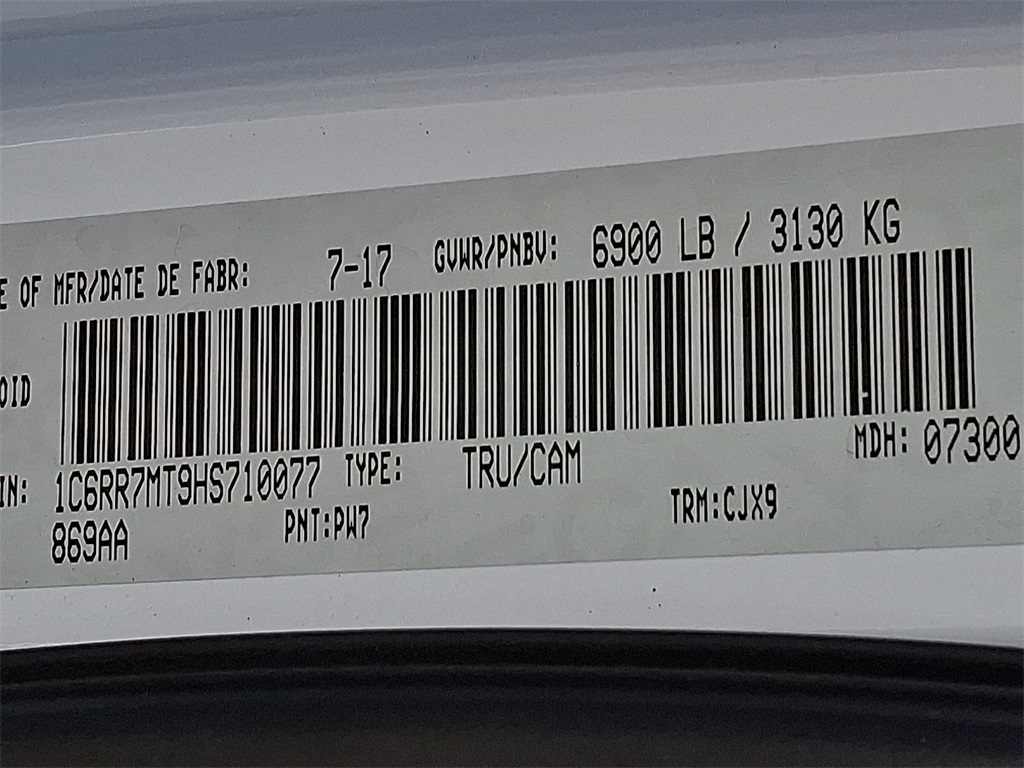 E OF MFR/DATE DE FABR: 7-17 GVWR/PNBV: 6900 LB / 3130 KG
OID
IN: 1C6RR7MT9HS710077 TYPE: TRU/CAM MDH: 07300
869AA PNT:PW7 TRM:CJX9